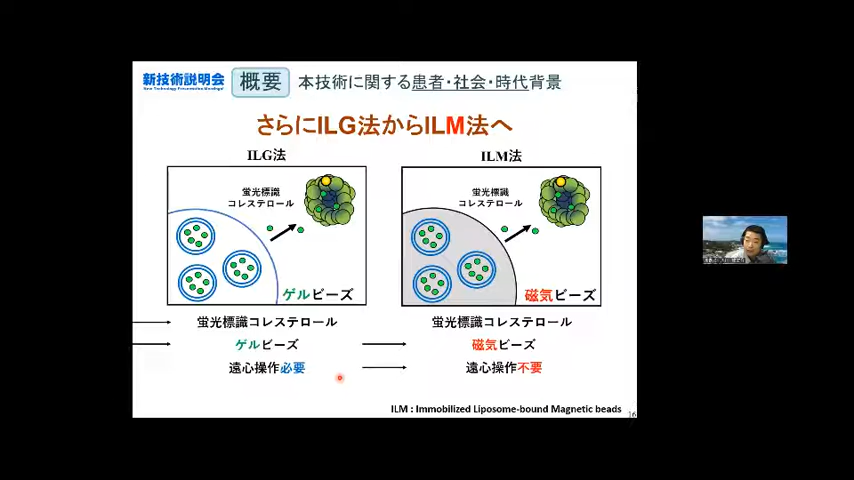 新技術説明会
New Technology Presentation Meetings!
概要
本技術に関する患者・社会・時代背景
さらにILG法からILM法へ
ILG法
ILM法
蛍光標識
コレステロール
ゲルビーズ
蛍光標識
コレステロール
磁気ビーズ
蛍光標識コレステロール
蛍光標識コレステロール
ゲルビーズ
磁気ビーズ
遠心操作必要
遠心操作不要
ILM : Immobilized Liposome-bound Magnetic beads
16